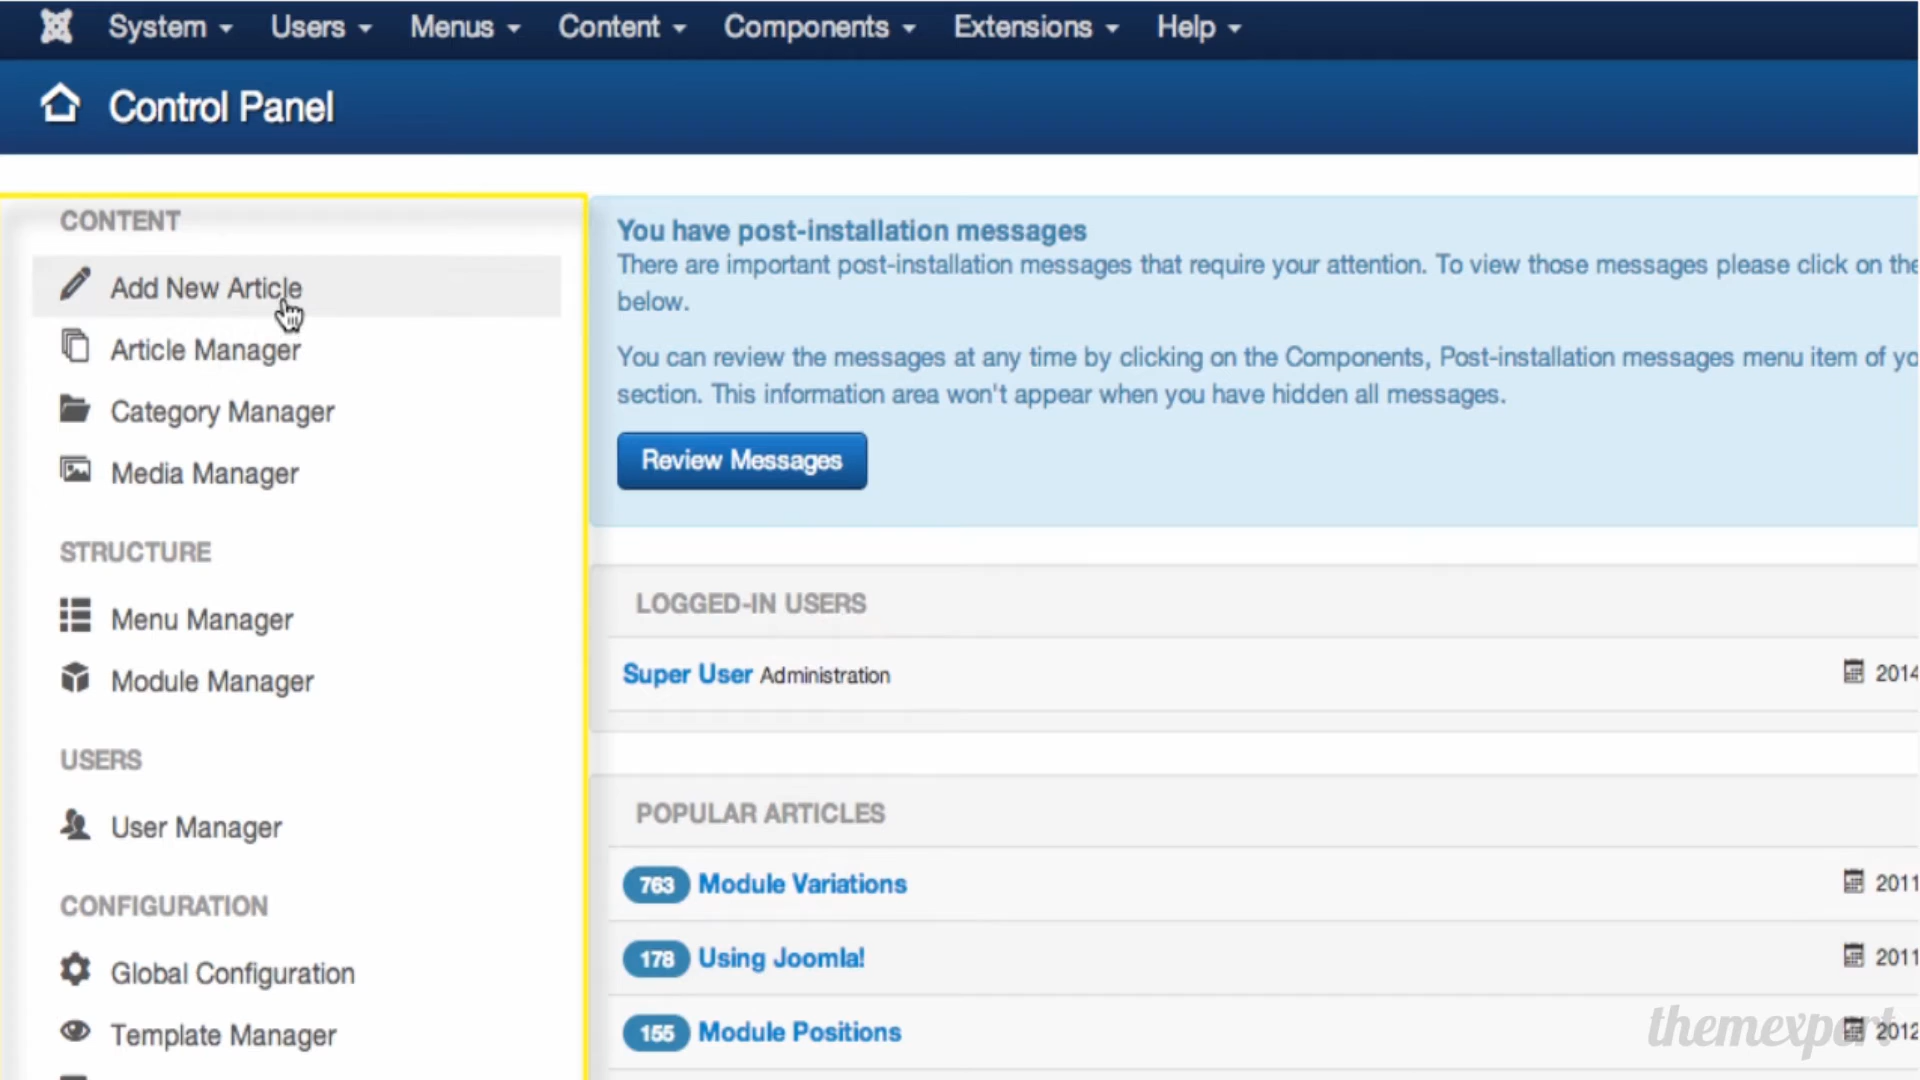 System Users Menus Content Components Extensions Help
Control Panel
CONTENT
Add New Article
Article Manager
Category Manager
Media Manager
STRUCTURE
Menu Manager
Module Manager
USERS
User Manager
CONFIGURATION
Global Configuration
Template Manager
You have post-installation messages
There are important post-installation messages that require your attention. To view those messages please click on the
below.
You can review the messages at any time by clicking on the Components, Post-installation messages menu item of yo
section. This information area won't appear when you have hidden all messages.
Review Messages
LOGGED-IN USERS
Super User Administration 2014
POPULAR ARTICLES
763 Module Variations 2011
178 Using Joomla! 2011
155 Module Positions 2012
themexpert